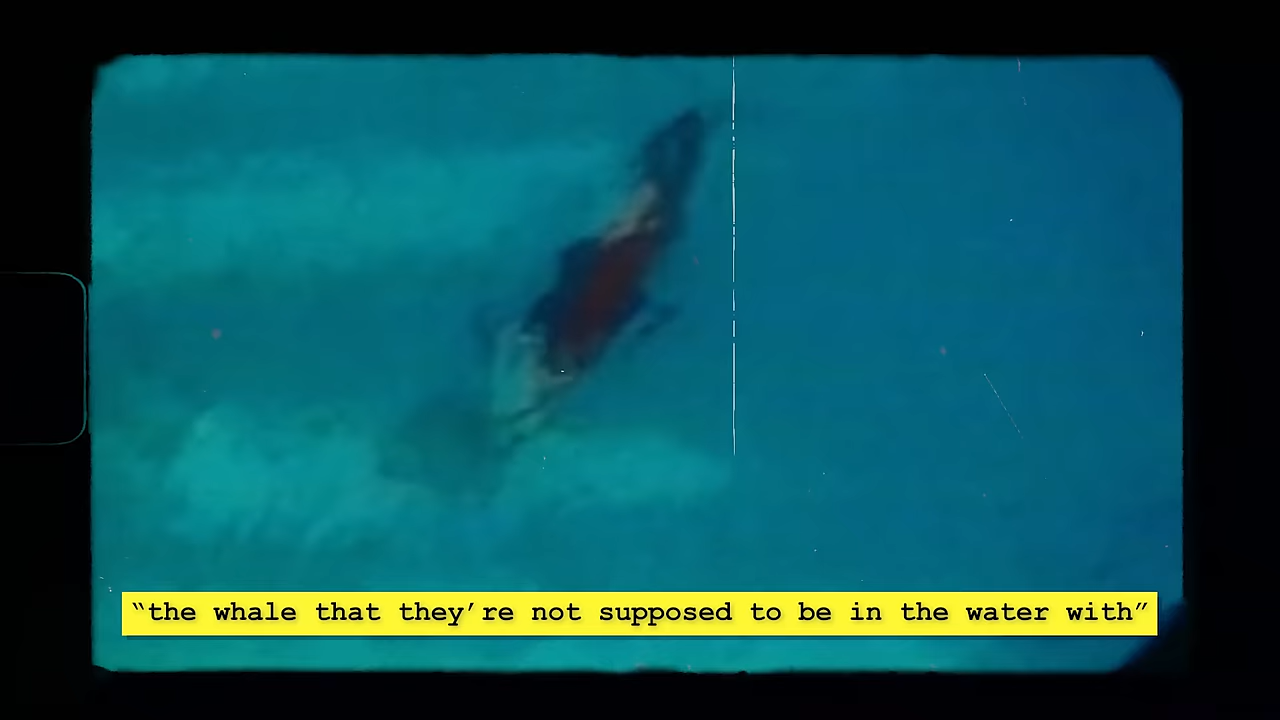 “the whale that they’re not supposed to be in the water with”